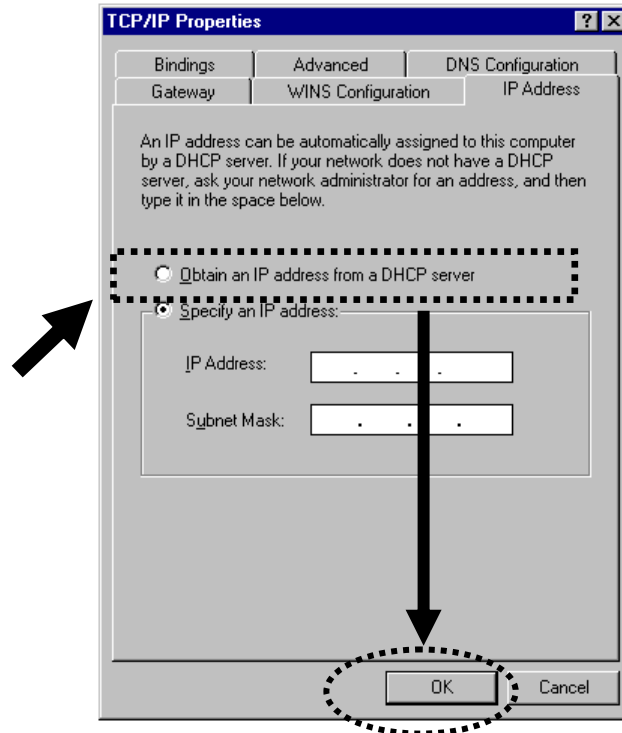 TCP/IP Properties
Bindings Advanced DNS Configuration
Gateway WINS Configuration IP Address
An IP address can be automatically assigned to this computer
by a DHCP server. If your network does not have a DHCP
server, ask your network administrator for an address, and then
type it in the space below.
Obtain an IP address from a DHCP server
Specify an IP address:
IP Address: . . .
Subnet Mask: . . .
OK Cancel